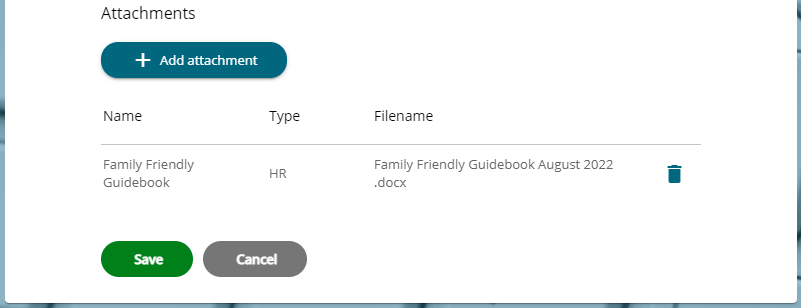 Attachments
+ Add attachment
Name Type Filename
Family Friendly Guidebook HR Family Friendly Guidebook August 2022 .docx
Save Cancel